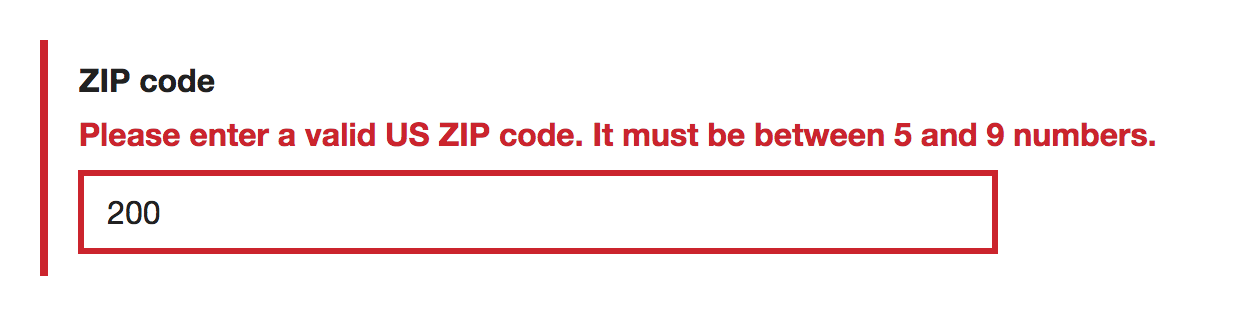 ZIP code
Please enter a valid US ZIP code. It must be between 5 and 9 numbers.
200